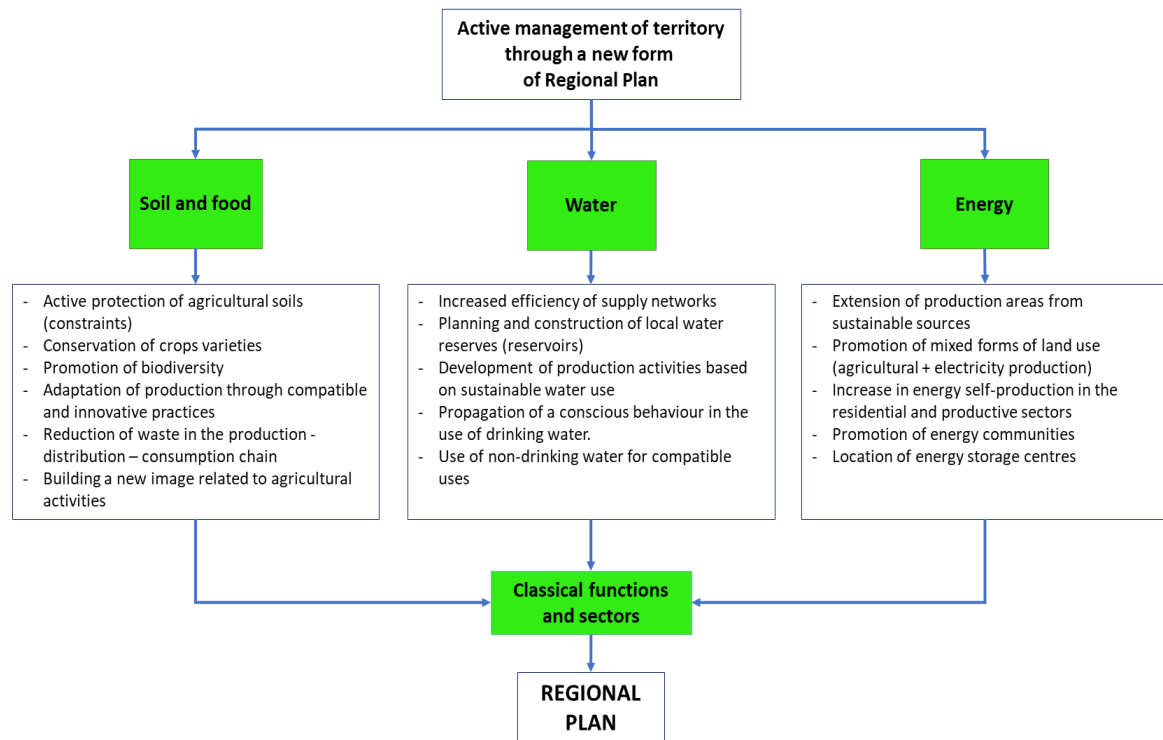 Active management of territory
through a new form
of Regional Plan
Soil and food
Water
Energy
- Active protection of agricultural soils
(constraints)
- Conservation of crops varieties
- Promotion of biodiversity
- Adaptation of production through compatible
and innovative practices
- Reduction of waste in the production -
distribution – consumption chain
- Building a new image related to agricultural
activities
- Increased efficiency of supply networks
- Planning and construction of local water
reserves (reservoirs)
- Development of production activities based
on sustainable water use
- Propagation of a conscious behaviour in the
use of drinking water.
- Use of non-drinking water for compatible
uses
- Extension of production areas from
sustainable sources
- Promotion of mixed forms of land use
(agricultural + electricity production)
- Increase in energy self-production in the
residential and productive sectors
- Promotion of energy communities
- Location of energy storage centres
Classical functions
and sectors
REGIONAL
PLAN